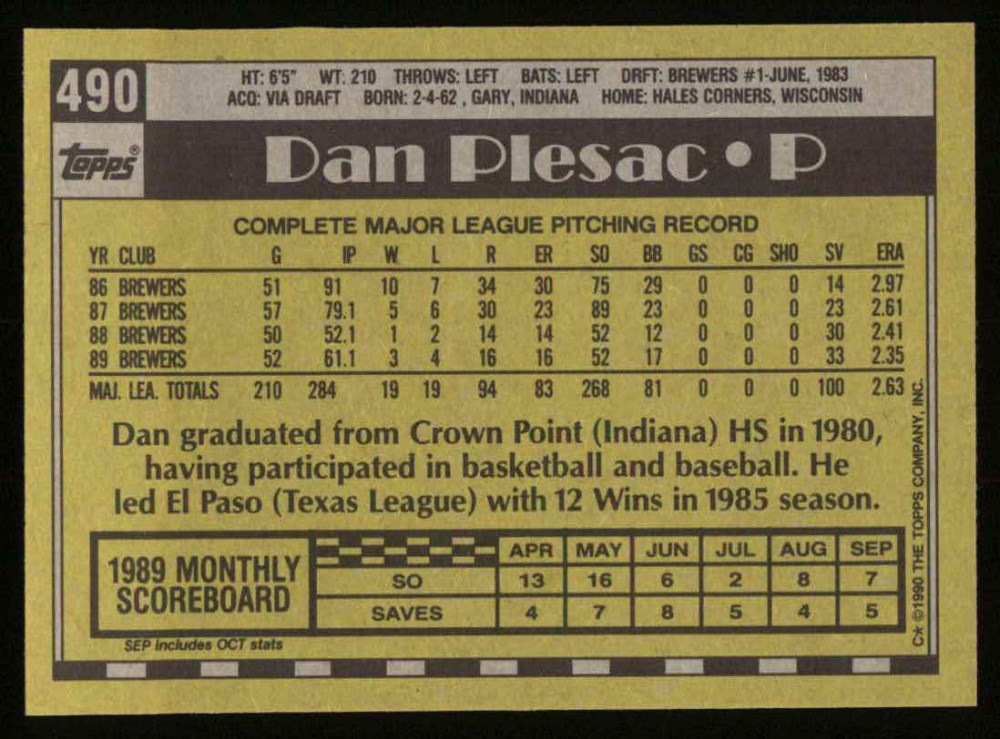 490
HT: 6'5" WT: 210 THROWS: LEFT BATS: LEFT DRFT: BREWERS #1-JUNE, 1983
ACQ: VIA DRAFT BORN: 2-4-62 , GARY, INDIANA HOME: HALES CORNERS, WISCONSIN
Topps®
Dan Plesac • P
COMPLETE MAJOR LEAGUE PITCHING RECORD
YR CLUB G IP W L R ER SO BB GS CG SHO SV ERA
86 BREWERS 51 91 10 7 34 30 75 29 0 0 0 14 2.97
87 BREWERS 57 79.1 5 6 30 23 89 23 0 0 0 23 2.61
88 BREWERS 50 52.1 1 2 14 14 52 12 0 0 0 30 2.41
89 BREWERS 52 61.1 3 4 16 16 52 17 0 0 0 33 2.35
MAJ. LEA. TOTALS 210 284 19 19 94 83 268 81 0 0 0 100 2.63
Dan graduated from Crown Point (Indiana) HS in 1980,
having participated in basketball and baseball. He
led El Paso (Texas League) with 12 Wins in 1985 season.
1989 MONTHLY
SCOREBOARD
APR MAY JUN JUL AUG SEP
SO 13 16 6 2 8 7
SAVES 4 7 8 5 4 5
SEP includes OCT stats
C* ©1990 THE TOPPS COMPANY, INC.